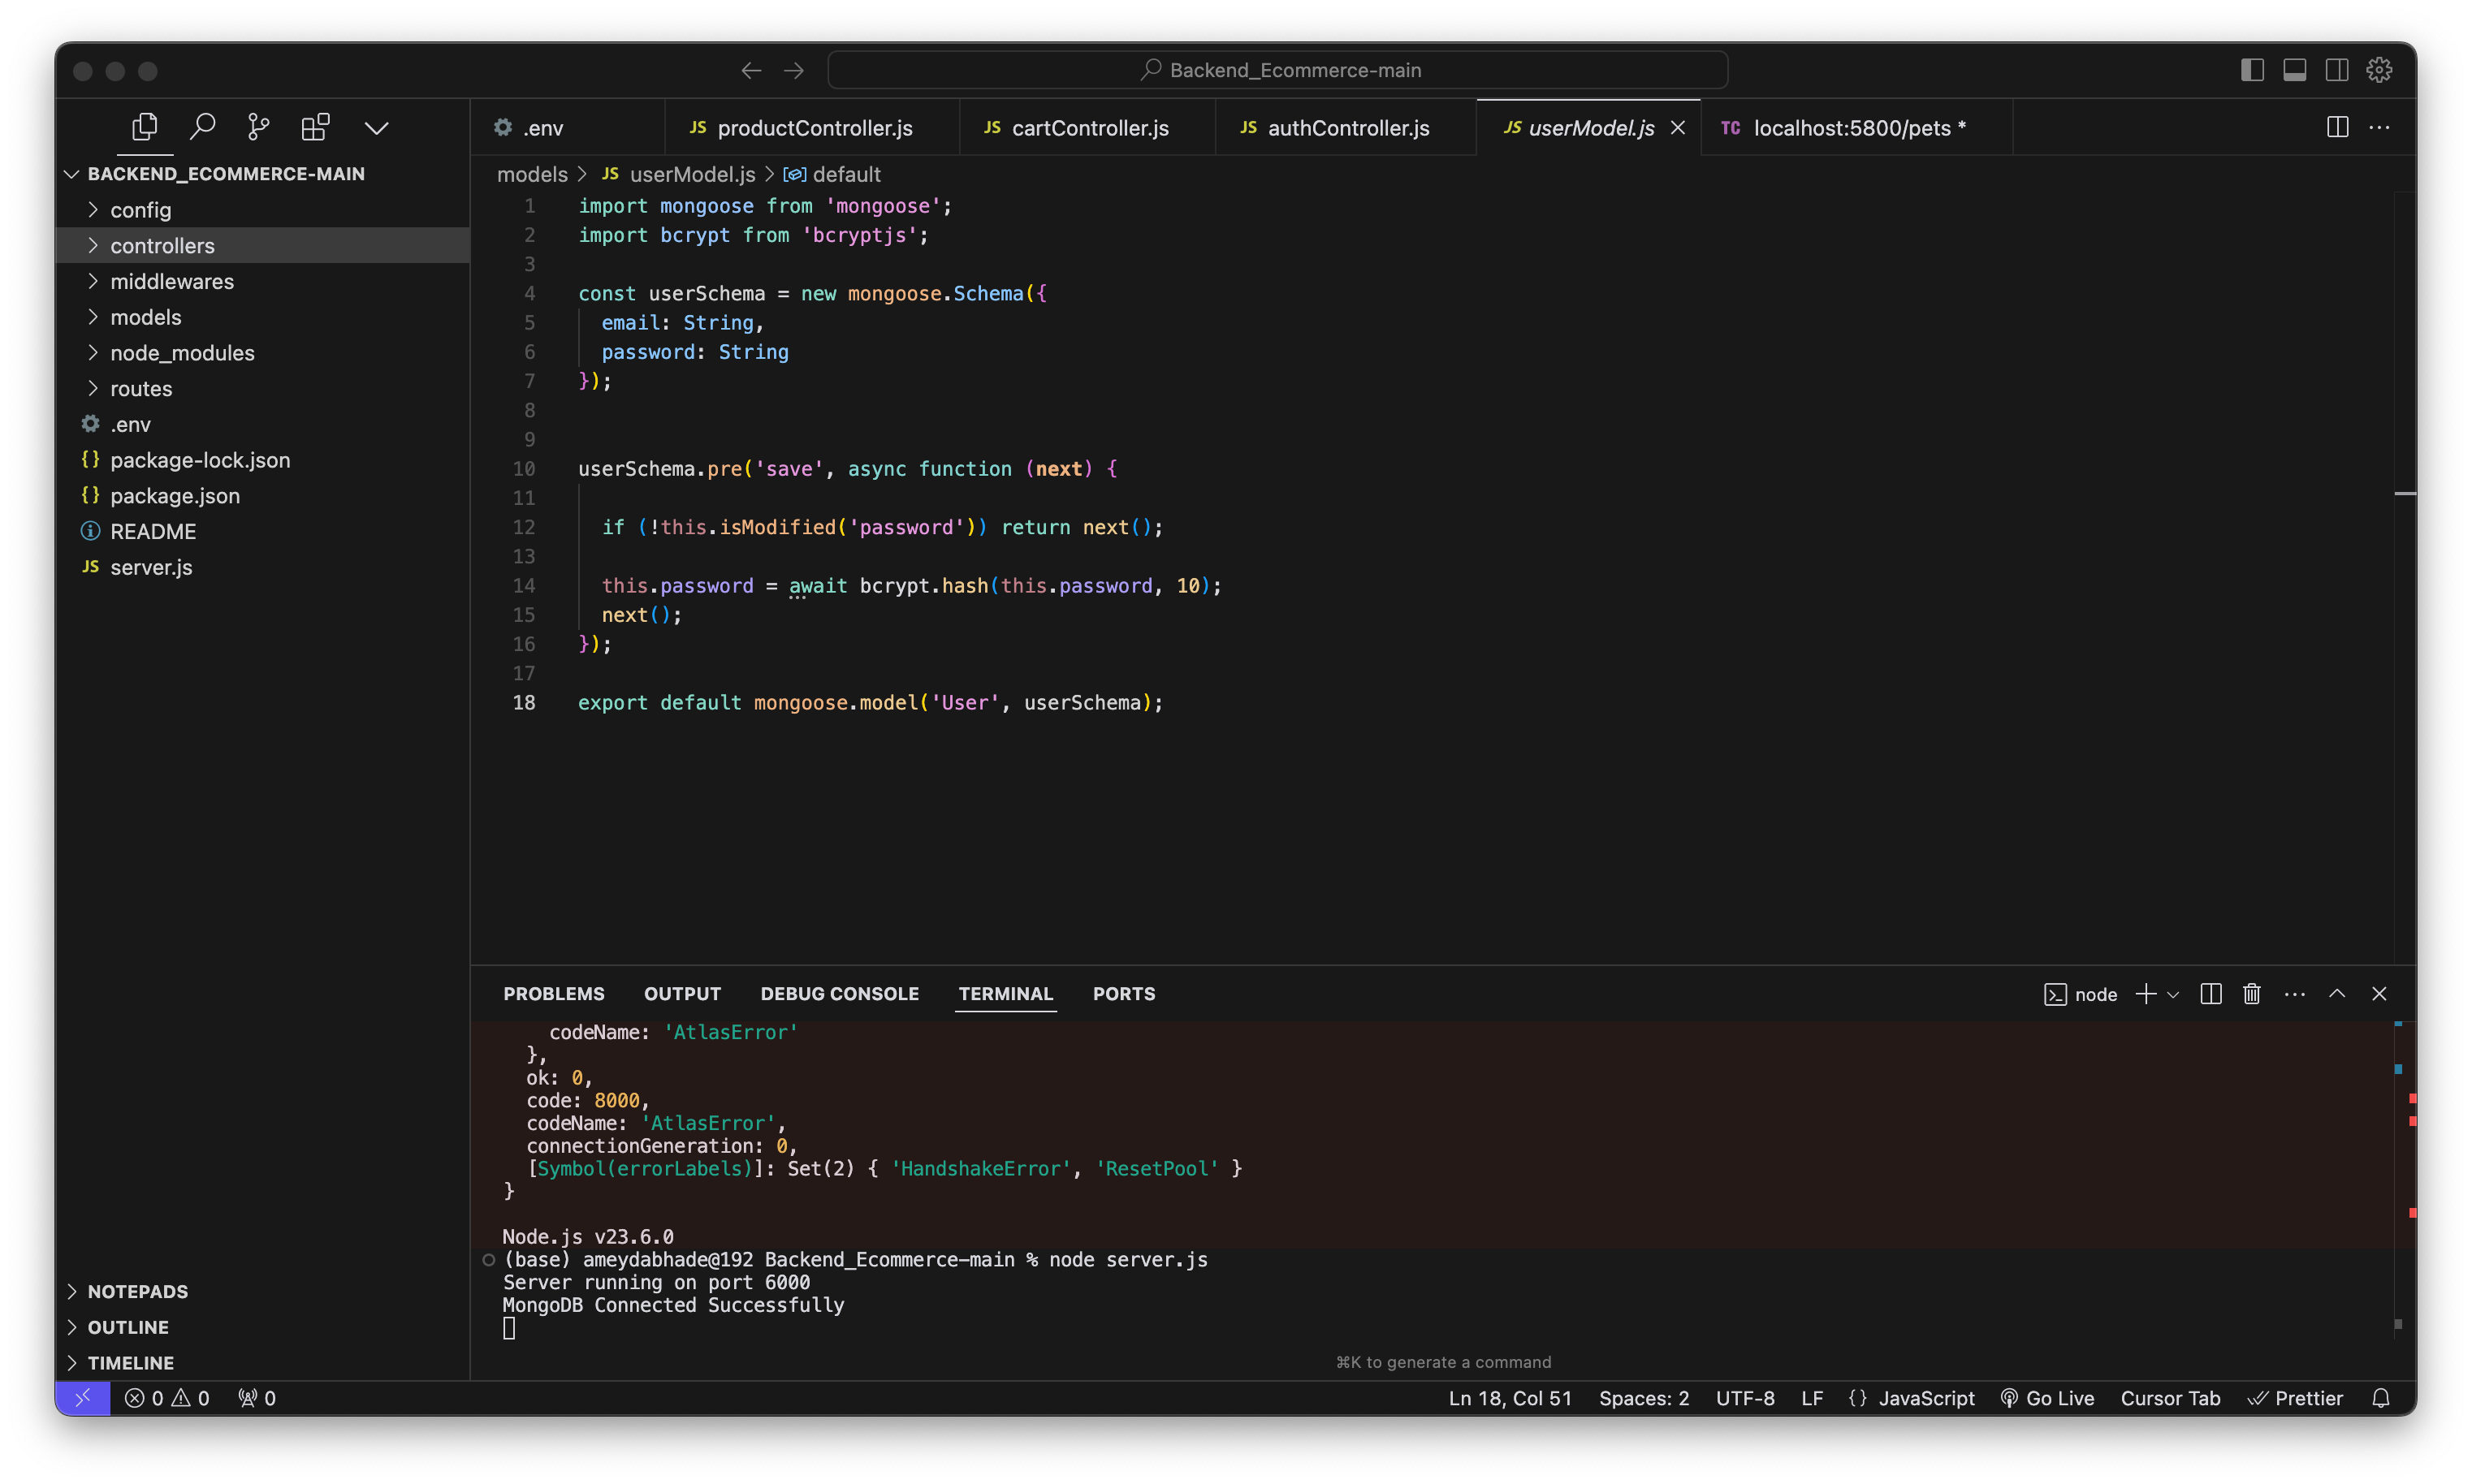 Backend_Ecommerce-main
.env
JS productController.js
JS cartController.js
JS authController.js
JS userModel.js
TC localhost:5800/pets *
BACKEND_ECOMMERCE-MAIN
config
controllers
middlewares
models
node_modules
routes
.env
{} package-lock.json
{} package.json
README
JS server.js
NOTEPADS
OUTLINE
TIMELINE
models > JS userModel.js > default
1 import mongoose from 'mongoose';
2 import bcrypt from 'bcryptjs';
3
4 const userSchema = new mongoose.Schema({
5 email: String,
6 password: String
7 });
8
9
10 userSchema.pre('save', async function (next) {
11
12 if (!this.isModified('password')) return next();
13
14 this.password = await bcrypt.hash(this.password, 10);
15 next();
16 });
17
18 export default mongoose.model('User', userSchema);
PROBLEMS OUTPUT DEBUG CONSOLE TERMINAL PORTS
node
codeName: 'AtlasError'
},
ok: 0,
code: 8000,
codeName: 'AtlasError',
connectionGeneration: 0,
[Symbol(errorLabels)]: Set(2) { 'HandshakeError', 'ResetPool' }
}
Node.js v23.6.0
(base) ameydabhade@192 Backend_Ecommerce-main % node server.js
Server running on port 6000
MongoDB Connected Successfully
⌘K to generate a command
0 0 0
Ln 18, Col 51 Spaces: 2 UTF-8 LF {} JavaScript Go Live Cursor Tab Prettier